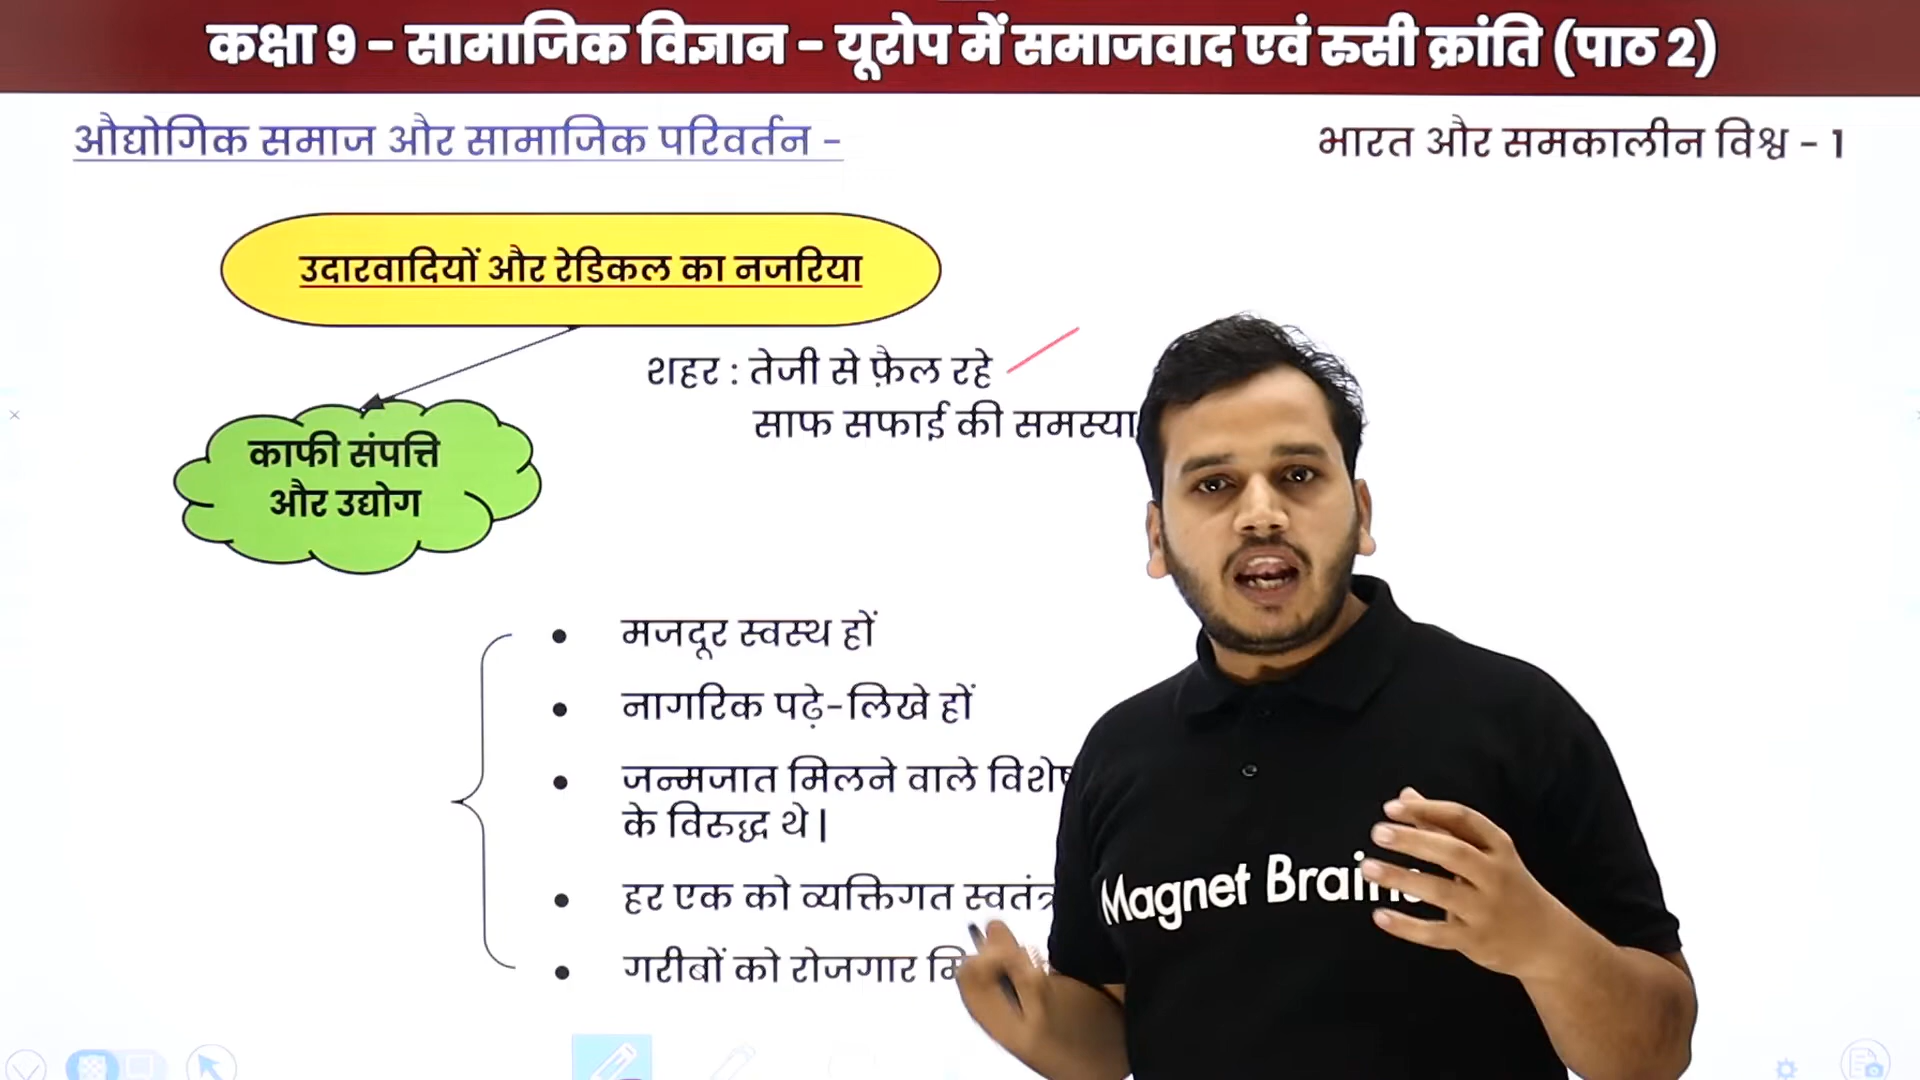 कक्षा 9 - सामाजिक विज्ञान - यूरोप में समाजवाद एवं रुसी क्रांति (पाठ 2)
औद्योगिक समाज और सामाजिक परिवर्तन -
भारत और समकालीन विश्व - 1
उदारवादियों और रेडिकल का नजरिया
शहर : तेजी से फ़ैल रहे
साफ सफाई की समस्या
काफी संपत्ति
और उद्योग
• मजदूर स्वस्थ हों
• नागरिक पढ़े-लिखे हों
• जन्मजात मिलने वाले
के विरुद्ध थे |
• हर एक को व्यक्तिगत
• गरीबों को रोजगार
Magnet